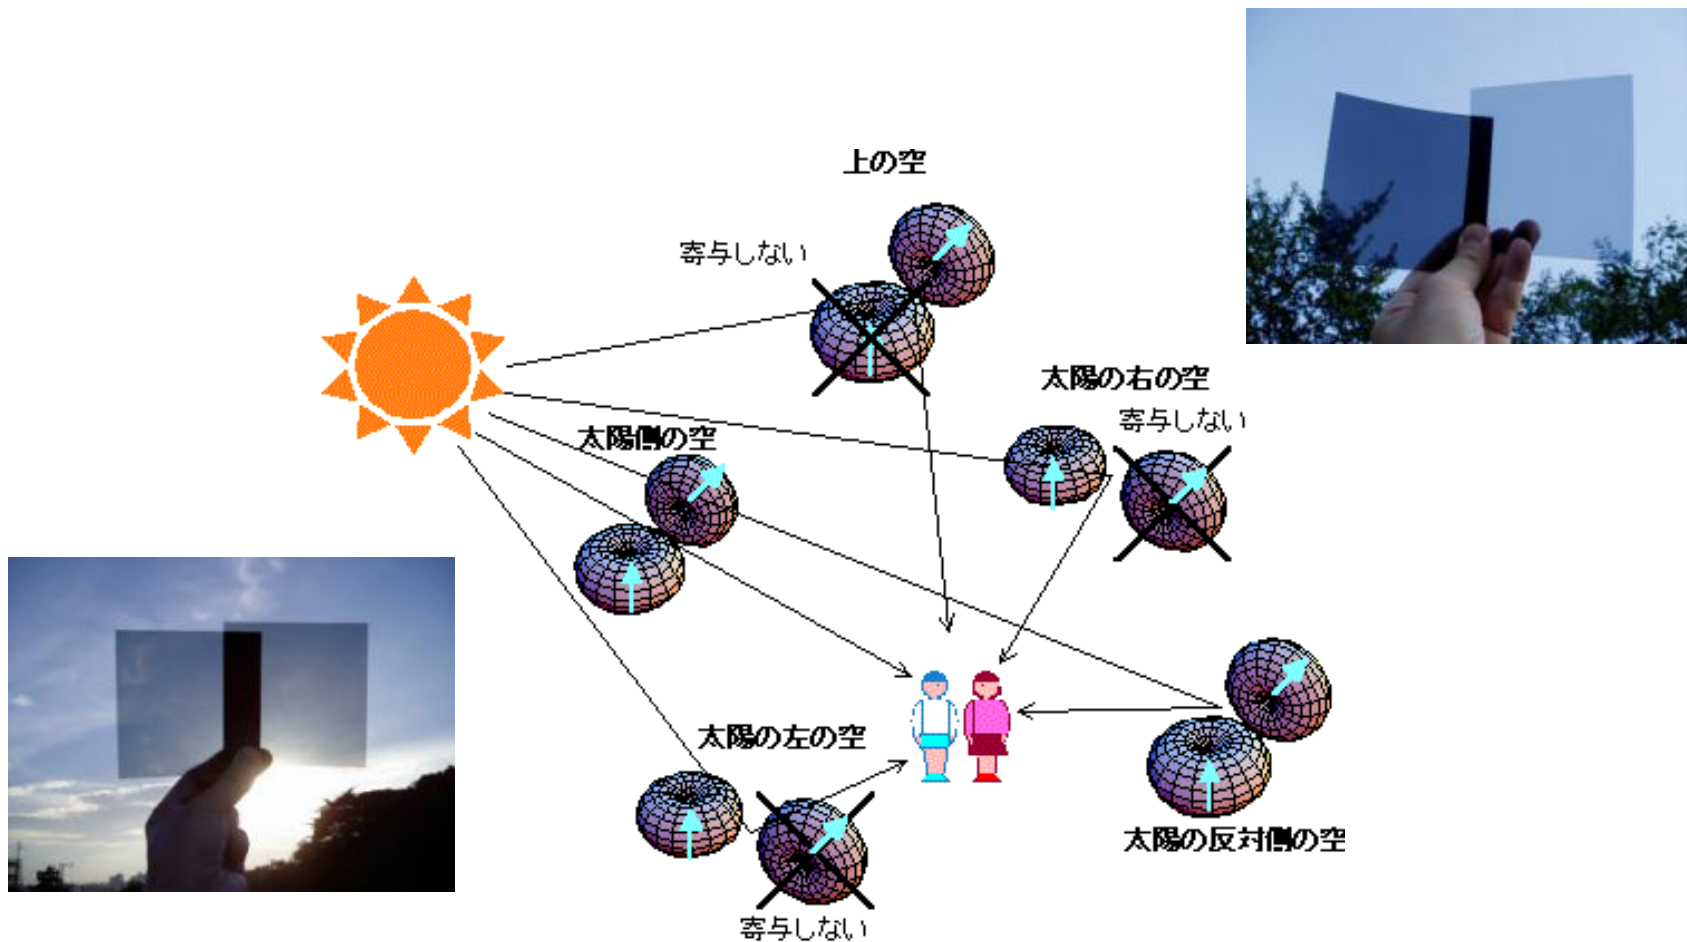 上の空
寄与しない
太陽の右の空
寄与しない
太陽側の空
太陽の左の空
太陽の反対側の空
寄与しない